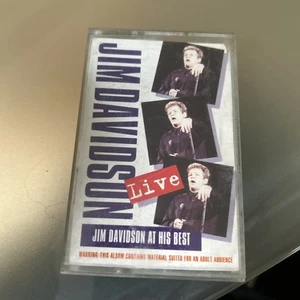 JIM DAVIDSON
Live
JIM DAVIDSON AT HIS BEST
WARNING: THIS ALBUM CONTAINS MATERIAL SUITED FOR AN ADULT AUDIENCE